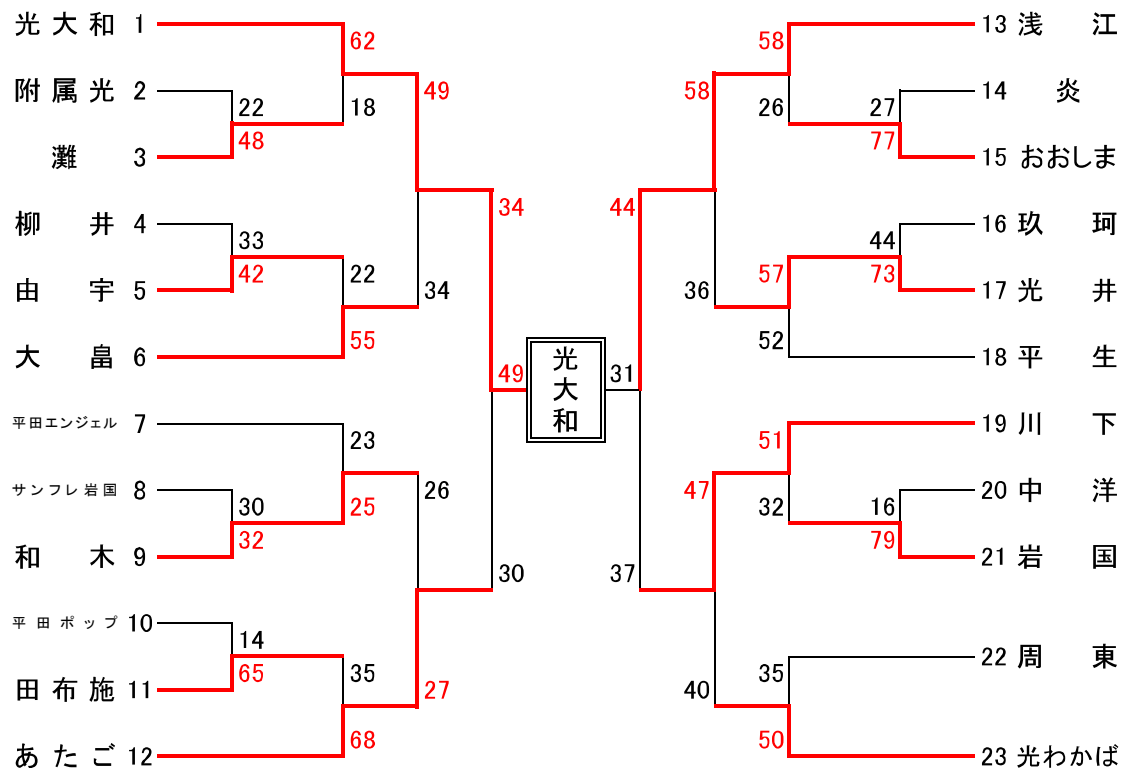 光大和 1
62
附属光 2
22
18
49
灘 3
48
柳井 4
33
34
由宇 5
42
22
34
大畠 6
55
平田エンジェル 7
23
49
サンフレ岩国 8
30
26
和木 9
32
25
平田ポップ 10
14
30
田布施 11
65
35
27
あたご 12
68
光大和
13 浅江
58
14 炎
27
26
58
15 おおしま
77
16 玖珂
44
44
17 光井
73
57
36
18 平生
52
31
19 川下
51
20 中洋
16
32
47
21 岩国
79
37
22 周東
35
40
23 光わかば
50